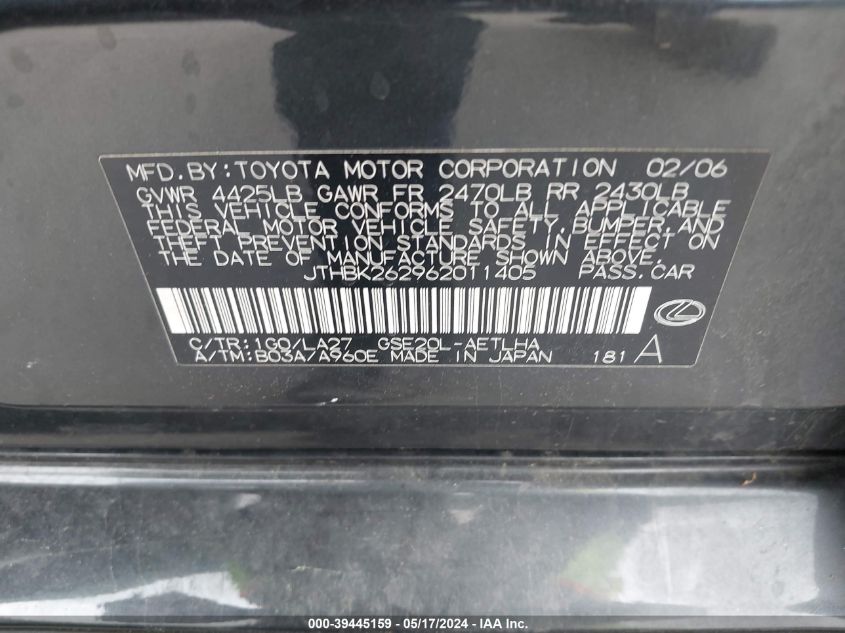 MFD.BY:TOYOTA MOTOR CORPORATION 02/06
GVWR 4425LB GAWR FR 2470LB RR 2430LB
THIS VEHICLE CONFORMS TO ALL APPLICABLE
FEDERAL MOTOR VEHICLE SAFETY,BUMPER,AND
THEFT PREVENTION STANDARDS IN EFFECT ON
THE DATE OF MANUFACTURE SHOWN ABOVE.
JTHBK262962011405 PASS.CAR
C/TR:1G0/LA27 GSE20L-AETLHA
A/TM:B03A/A960E MADE IN JAPAN 181 A
000-39445159 - 05/17/2024 - IAA Inc.